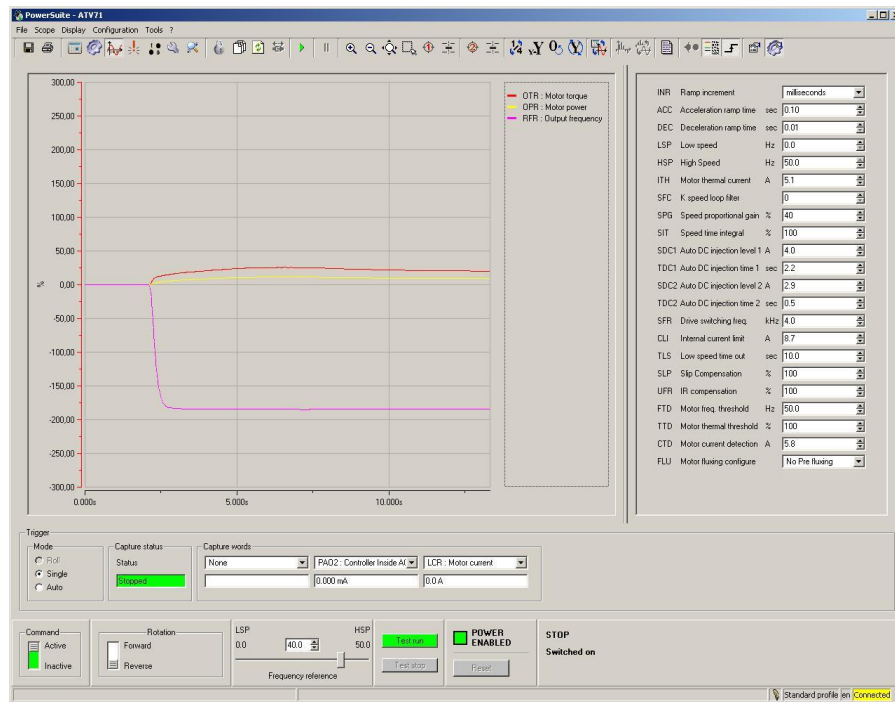 PowerSuite - ATV71
File Scope Display Configuration Tools ?
300,00
250,00
200,00
150,00
100,00
50,00
0,00
-50,00
-100,00
-150,00
-200,00
-250,00
-300,00
%
0.000s 5.000s 10.000s
OTR : Motor torque
OPR : Motor power
RFR : Output frequency
INR Ramp increment milliseconds
ACC Acceleration ramp time sec 0.10
DEC Deceleration ramp time sec 0.01
LSP Low speed Hz 0.0
HSP High Speed Hz 50.0
ITH Motor thermal current A 5.1
SFC K speed loop filter 0
SPG Speed proportional gain % 40
SIT Speed time integral % 100
SDC1 Auto DC injection level 1 A 4.0
TDC1 Auto DC injection time 1 sec 2.2
SDC2 Auto DC injection level 2 A 2.9
TDC2 Auto DC injection time 2 sec 0.5
SFR Drive switching freq. kHz 4.0
CLI Internal current limit A 8.7
TLS Low speed time out sec 10.0
SLP Slip Compensation % 100
UFR IR compensation % 100
FTD Motor freq. threshold Hz 50.0
TTD Motor thermal threshold % 100
CTD Motor current detection A 5.8
FLU Motor fluxing configure No Pre fluxing
Trigger
Mode
Roll
Single
Auto
Capture status
Status
Stopped
Capture words
None PAO2 : Controller Inside A( LCR : Motor current
0.000 mA 0.0 A
Command
Active
Inactive
Rotation
Forward
Reverse
LSP HSP
0.0 40.0 50.0
Frequency reference
Test run
Test stop
POWER
ENABLED
Reset
STOP
Switched on
Standard profile en Connected